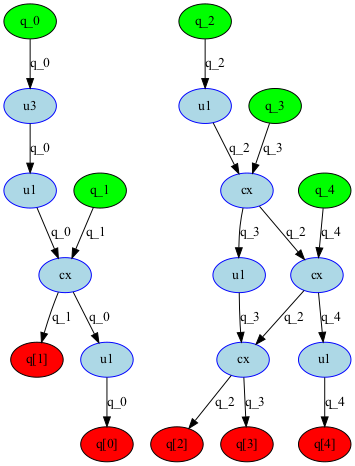 q_0 q_2
q_0 q_2
u3 u1 q_3
q_0 q_2 q_3
u1 q_1 cx q_4
q_0 q_1 q_3 q_2 q_4
cx u1 cx
q_1 q_0 q_3 q_2 q_4
q[1] u1 cx u1
q_0 q_2 q_3 q_4
q[0] q[2] q[3] q[4]